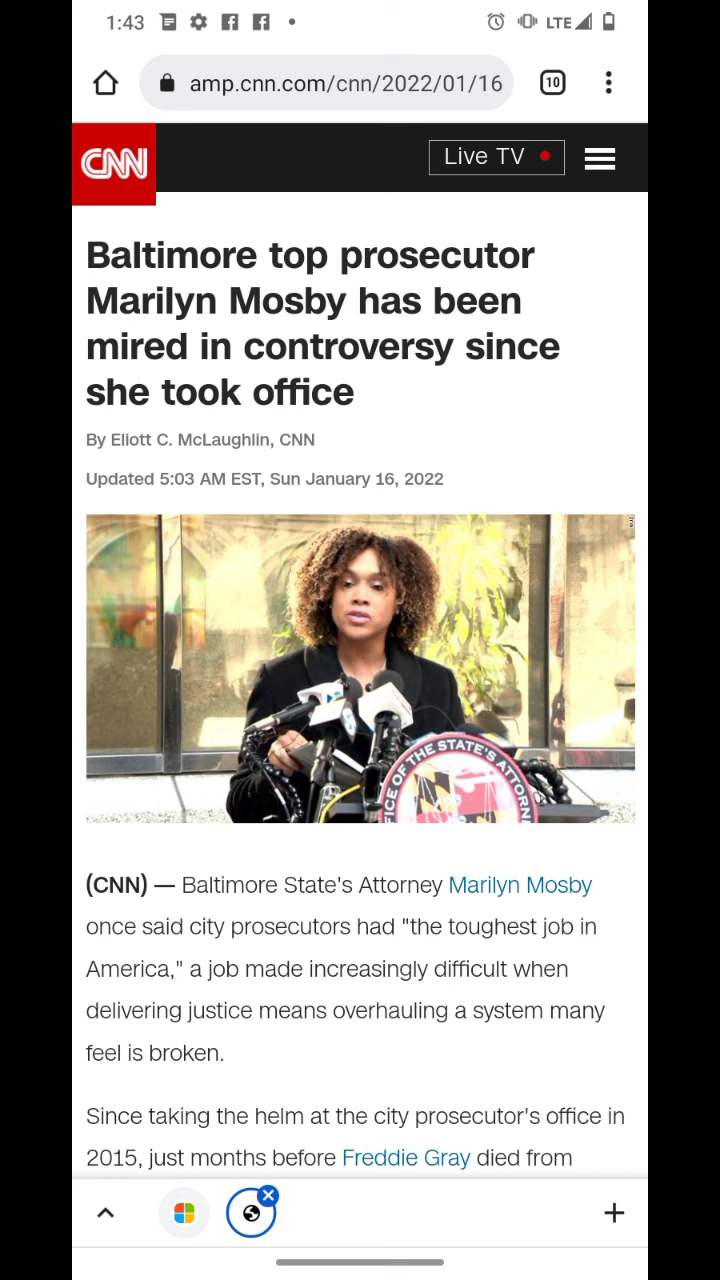 1:43 LTE
amp.cnn.com/cnn/2022/01/16 10
CNN Live TV
Baltimore top prosecutor
Marilyn Mosby has been
mired in controversy since
she took office
By Eliott C. McLaughlin, CNN
Updated 5:03 AM EST, Sun January 16, 2022
FICE OF THE STATE'S ATTORN
(CNN) — Baltimore State's Attorney Marilyn Mosby
once said city prosecutors had "the toughest job in
America," a job made increasingly difficult when
delivering justice means overhauling a system many
feel is broken.
Since taking the helm at the city prosecutor's office in
2015, just months before Freddie Gray died from